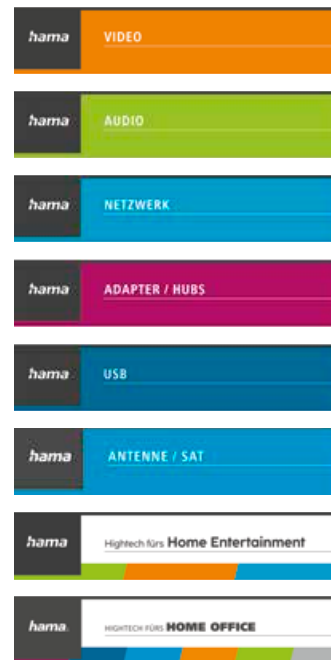 hama
VIDEO
hama
AUDIO
hama
NETZWERK
hama
ADAPTER / HUBS
hama
USB
hama
ANTENNE / SAT
hama
Hightech fürs Home Entertainment
hama.
HIGHTECH FÜRS HOME OFFICE